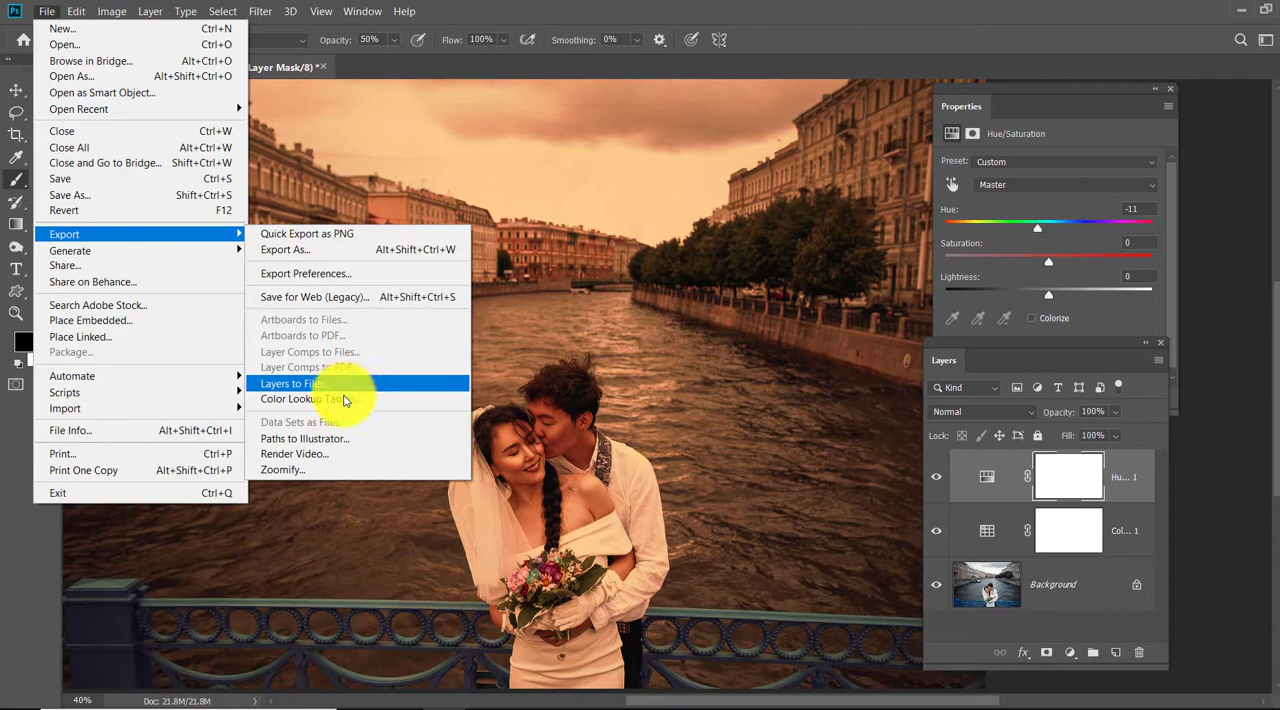 Ps File Edit Image Layer Type Select Filter 3D View Window Help
Opacity: 50% Flow: 100% Smoothing: 0%
Layer Mask/8) *
New... Ctrl+N
Open... Ctrl+O
Browse in Bridge... Alt+Ctrl+O
Open As... Alt+Shift+Ctrl+O
Open as Smart Object...
Open Recent
Close Ctrl+W
Close All Alt+Ctrl+W
Close and Go to Bridge... Shift+Ctrl+W
Save Ctrl+S
Save As... Shift+Ctrl+S
Revert F12
Export
Generate
Share...
Share on Behance...
Search Adobe Stock...
Place Embedded...
Place Linked...
Package...
Automate
Scripts
Import
File Info... Alt+Shift+Ctrl+I
Print... Ctrl+P
Print One Copy Alt+Shift+Ctrl+P
Exit Ctrl+Q
Quick Export as PNG
Export As... Alt+Shift+Ctrl+W
Export Preferences...
Save for Web (Legacy)... Alt+Shift+Ctrl+S
Artboards to Files...
Artboards to PDF...
Layer Comps to Files...
Layer Comps to PDF...
Layers to Files...
Color Lookup Tables...
Data Sets as Files...
Paths to Illustrator...
Render Video...
Zoomify...
Properties
Hue/Saturation
Preset: Custom
Master
Hue: -11
Saturation: 0
Lightness: 0
Colorize
Layers
Kind
Normal Opacity: 100%
Lock: Fill: 100%
Hu... 1
Col... 1
Background
40% Doc: 21.8M/21.8M